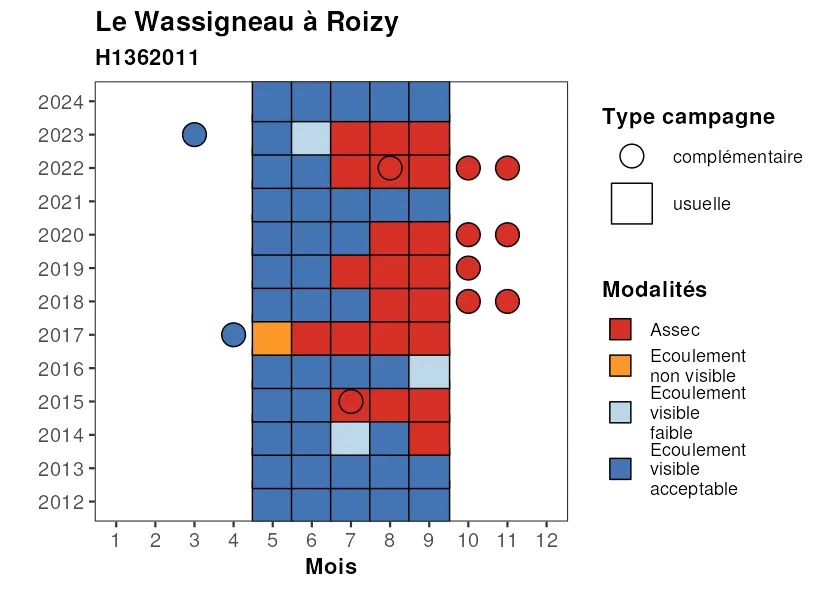 Le Wassigneau à Roizy
H1362011
2024
2023
2022
2021
2020
2019
2018
2017
2016
2015
2014
2013
2012
1 2 3 4 5 6 7 8 9 10 11 12
Mois
Type campagne
complémentaire
usuelle
Modalités
Assec
Ecoulement
non visible
Ecoulement
visible
faible
Ecoulement
visible
acceptable